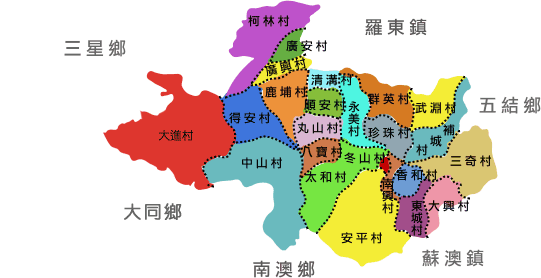 柯林村
羅東鎮
三星鄉
廣安村
廣興村
清溝村
鹿埔村
順安村
永美村
群英村
武淵村
五結鄉
得安村
大進村
丸山村
珍珠村
補城村
中山村
八寶村
冬山村
三奇村
太和村
香和村
南興村
大興村
東城村
大同鄉
安平村
南澳鄉
蘇澳鎮